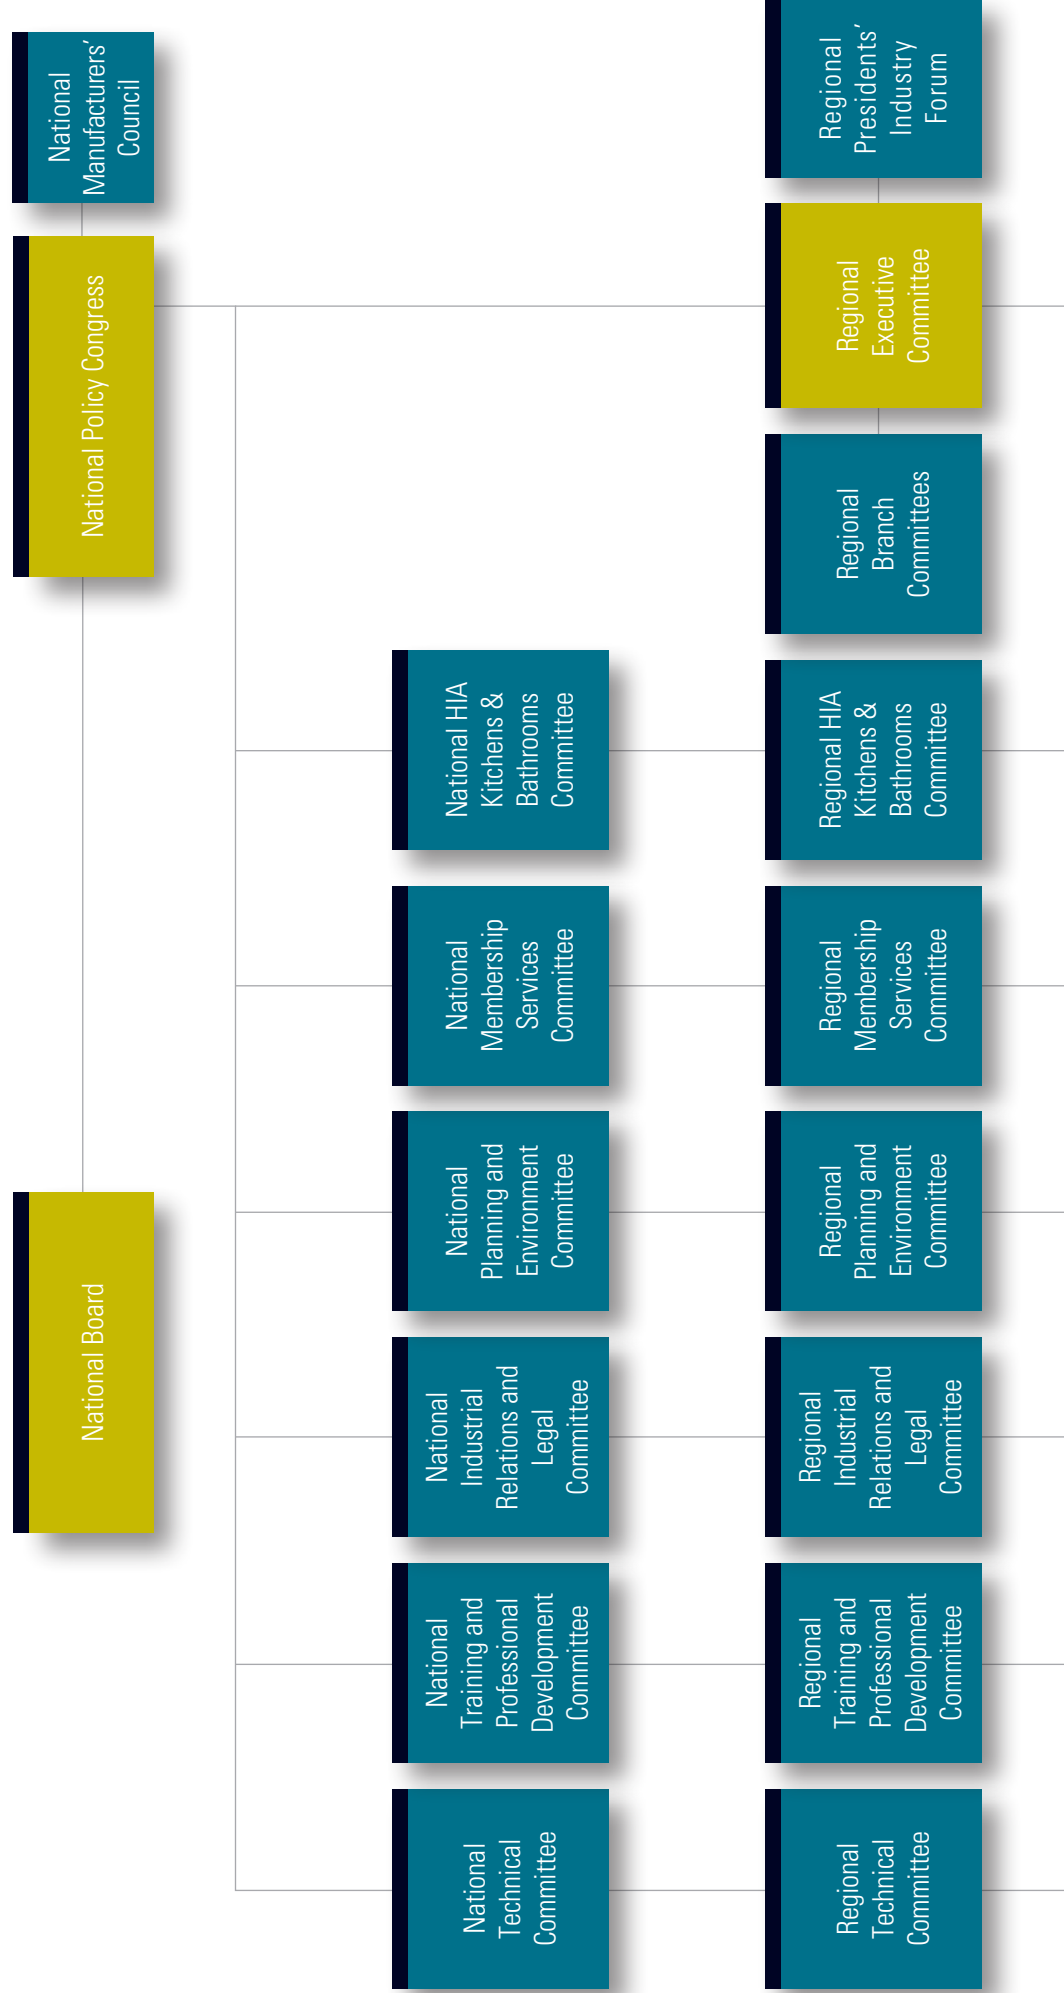 National Board
National Policy Congress
National
Manufacturers’
Council
National
Technical
Committee
National
Training and
Professional
Development
Committee
National
Industrial
Relations and
Legal
Committee
National
Planning and
Environment
Committee
National
Membership
Services
Committee
National HIA
Kitchens &
Bathrooms
Committee
Regional
Technical
Committee
Regional
Training and
Professional
Development
Committee
Regional
Industrial
Relations and
Legal
Committee
Regional
Planning and
Environment
Committee
Regional
Membership
Services
Committee
Regional HIA
Kitchens &
Bathrooms
Committee
Regional
Branch
Committees
Regional
Executive
Committee
Regional
Presidents’
Industry
Forum